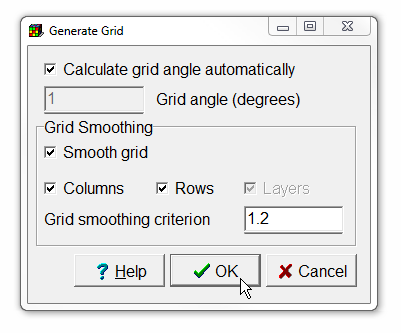 Generate Grid
Calculate grid angle automatically
1 Grid angle (degrees)
Grid Smoothing
Smooth grid
Columns Rows Layers
Grid smoothing criterion 1.2
? Help OK Cancel